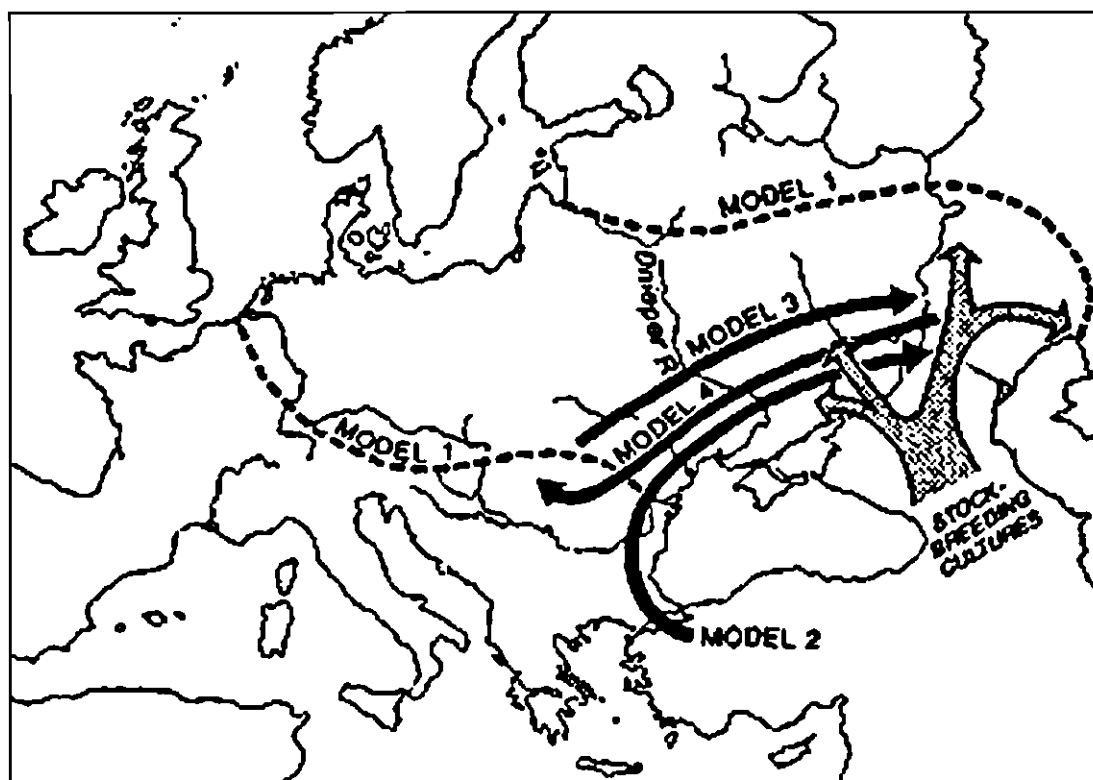 MODEL 1
Dnieper R
MODEL 3
MODEL 4
MODEL 1
STOCK-
BREEDING
CULTURES
MODEL 2